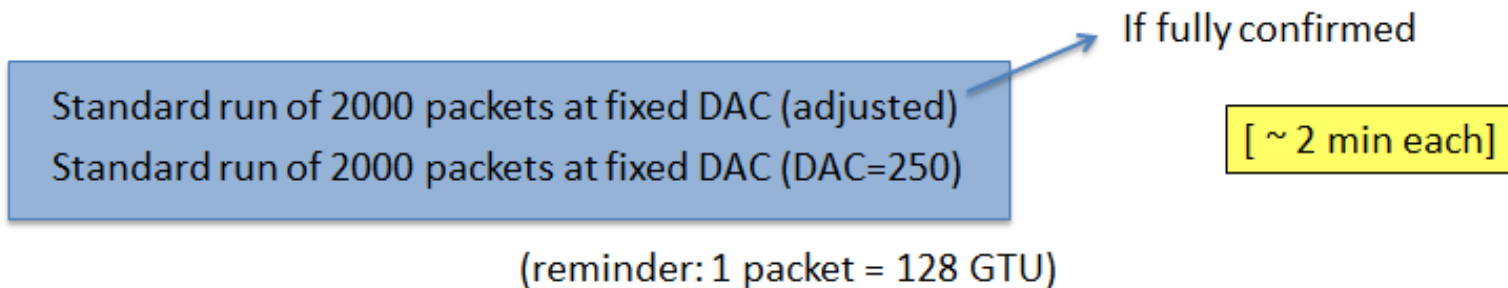 If fully confirmed
Standard run of 2000 packets at fixed DAC (adjusted)
[ ~ 2 min each]
Standard run of 2000 packets at fixed DAC (DAC=250)
(reminder: 1 packet = 128 GTU)